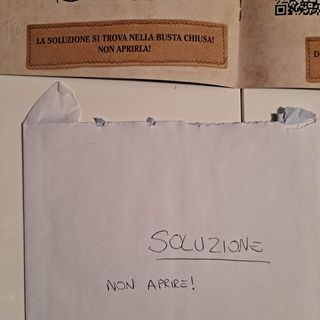 LA SOLUZIONE SI TROVA NELLA BUSTA CHIUSA!
NON APRIRLA!
SOLUZIONE
NON APRIRE!